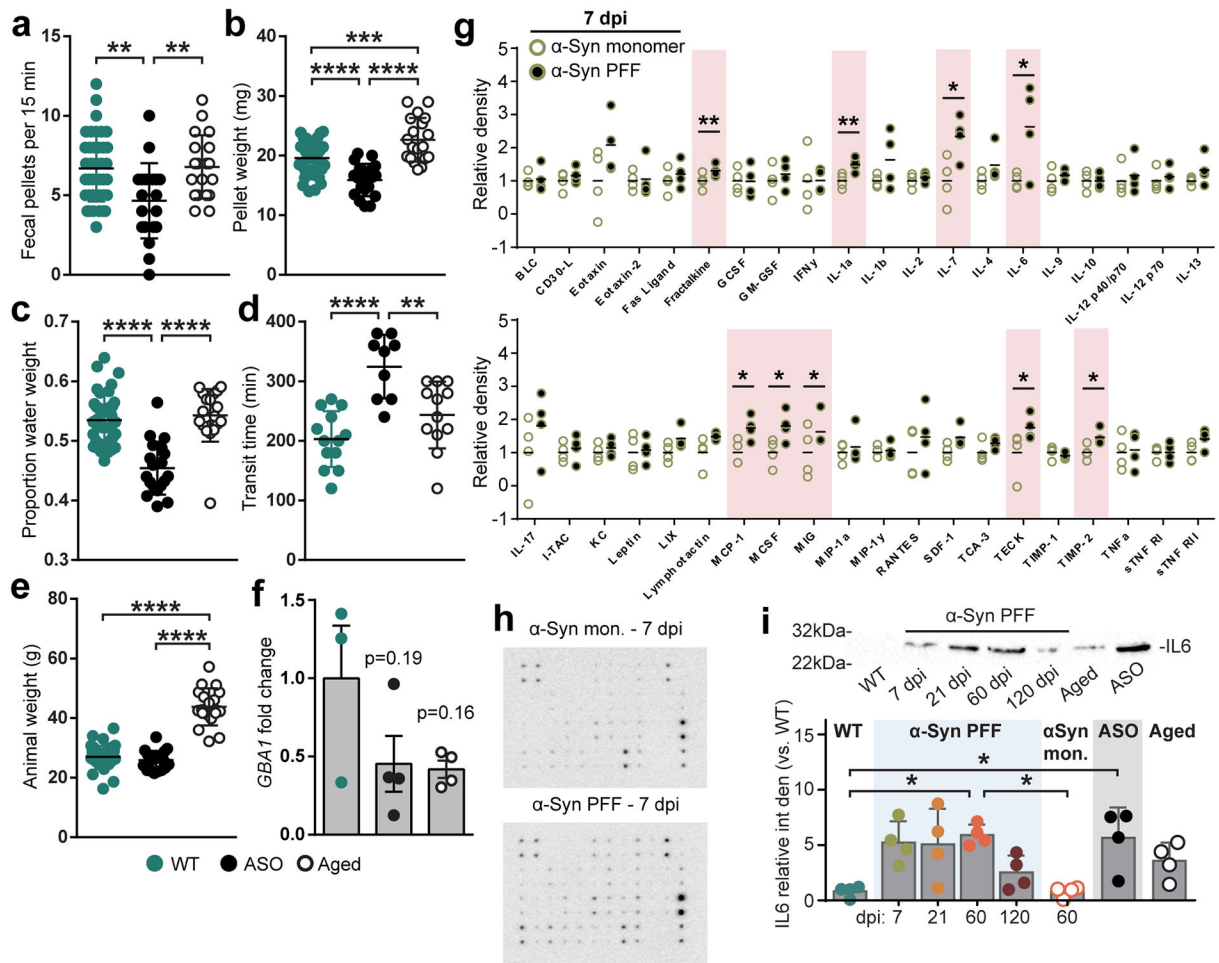 a
Fecal pellets per 15 min
15
10
5
0
** **
b
Pellet weight (mg)
40
30
20
10
0
***
**** ****
c
Proportion water weight
0.7
0.6
0.5
0.4
0.3
**** ****
d
Transit time (min)
400
300
200
100
0
**** **
e
Animal weight (g)
80
60
40
20
0
****
****
f
GBA1 fold change
1.5
1.0
0.5
0.0
p=0.19
p=0.16
WT ASO Aged
g
7 dpi
α-Syn monomer
α-Syn PFF
Relative density
5
4
3
2
1
0
-1
** ** * *
BLC CD30-L Eotaxin Eotaxin-2 Fas Ligand Fractalkine GCSF GM-GSF IFNy IL-1a IL-1b IL-2 IL-7 IL-4 IL-6 IL-9 IL-10 IL-12 p40/p70 IL-12 p70 IL-13
Relative density
5
4
3
2
1
0
-1
* * * * *
IL-17 I-TAC KC Leptin LIX Lymphotactin MCP-1 MCSF MIG MIP-1a MIP-1y RANTES SDF-1 TCA-3 TECK TIMP-1 TIMP-2 TNFa sTNF RI sTNF RII
h
α-Syn mon. - 7 dpi
α-Syn PFF - 7 dpi
i
α-Syn PFF
32kDa-
22kDa-
-IL6
WT 7 dpi 21 dpi 60 dpi 120 dpi Aged ASO
IL6 relative int den (vs. WT)
15
10
5
0
WT α-Syn PFF αSyn mon. ASO Aged
*
* *
dpi: 7 21 60 120 60